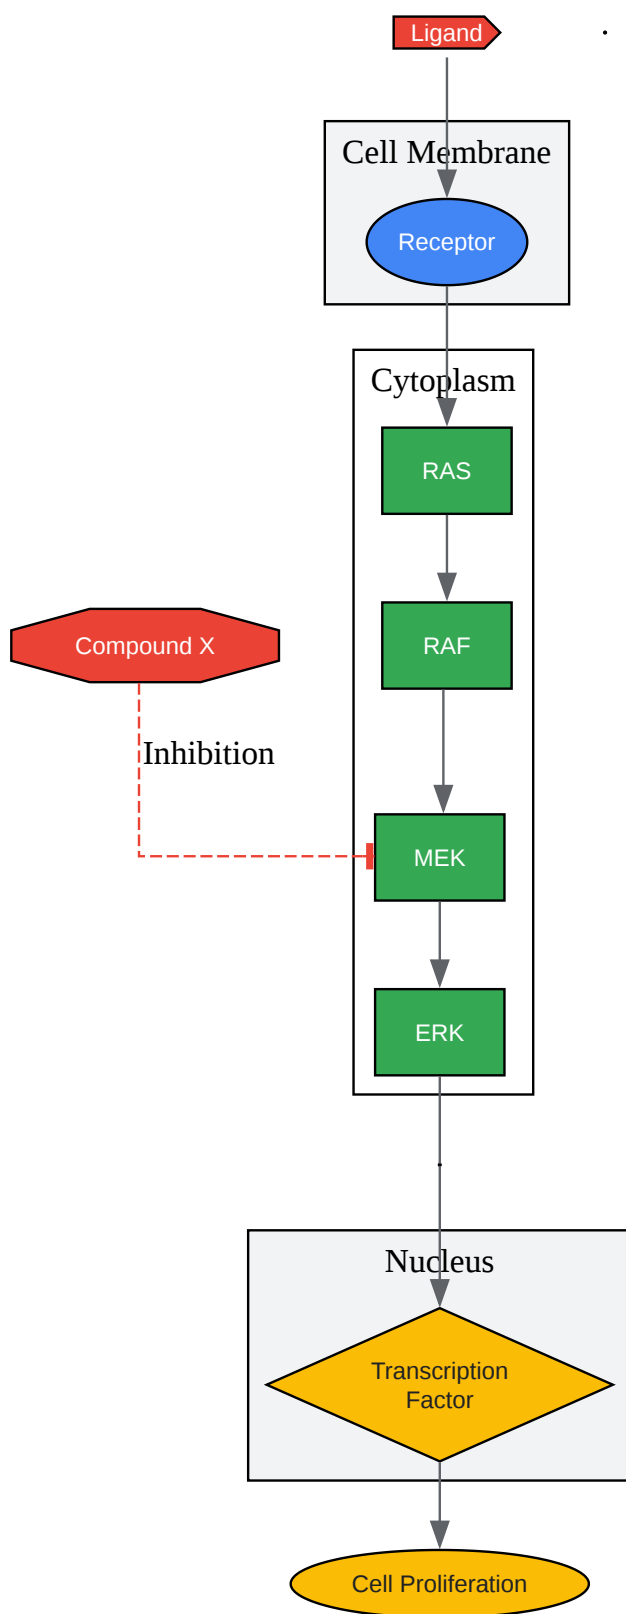 Ligand
Cell Membrane
Receptor
Cytoplasm
RAS
Compound X
RAF
Inhibition
MEK
ERK
Nucleus
Transcription
Factor
Cell Proliferation